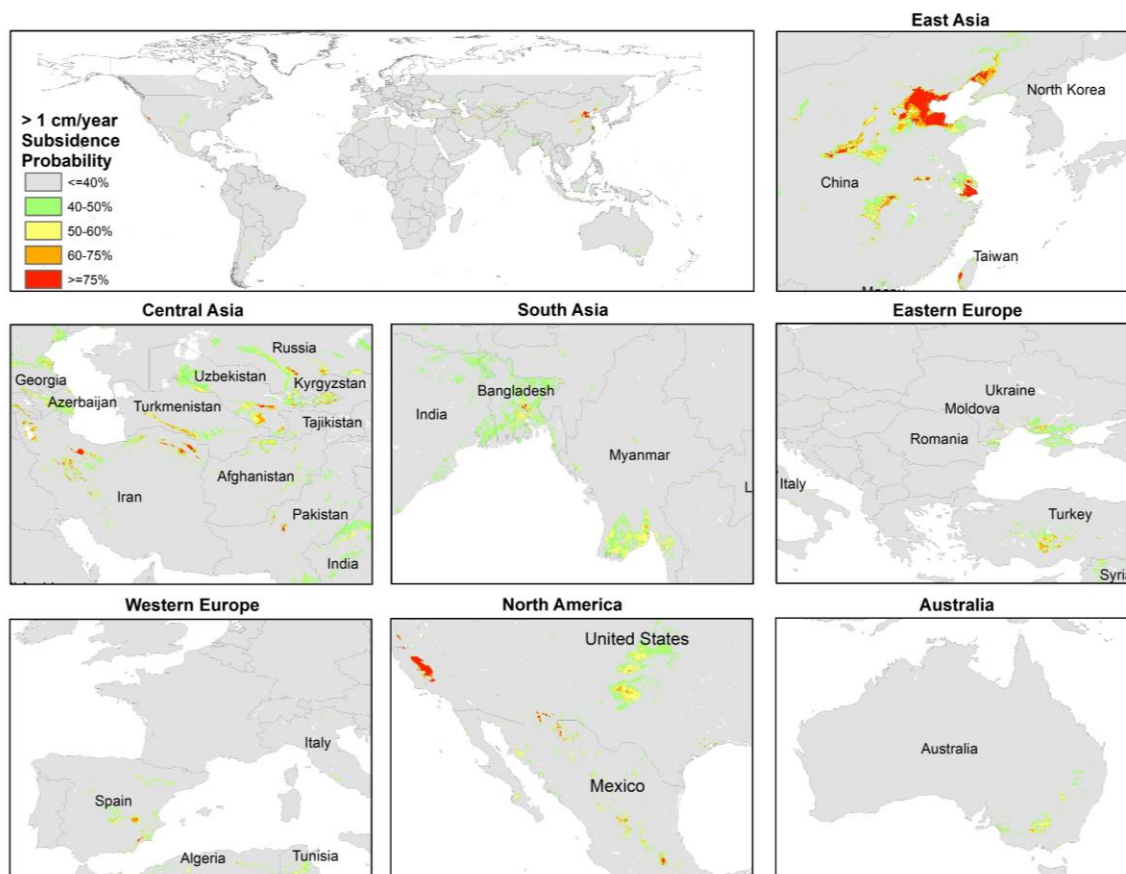 East Asia
> 1 cm/year
Subsidence
Probability
<=40%
40-50%
50-60%
60-75%
>=75%
North Korea
China
Taiwan
Central Asia
South Asia
Eastern Europe
Russia
Georgia
Uzbekistan
Kyrgyzstan
Azerbaijan
Turkmenistan
Tajikistan
Afghanistan
Iran
Pakistan
India
Bangladesh
India
Myanmar
L
Ukraine
Moldova
Romania
Italy
Turkey
Syria
Western Europe
North America
Australia
Italy
Spain
Algeria
Tunisia
United States
Mexico
Australia